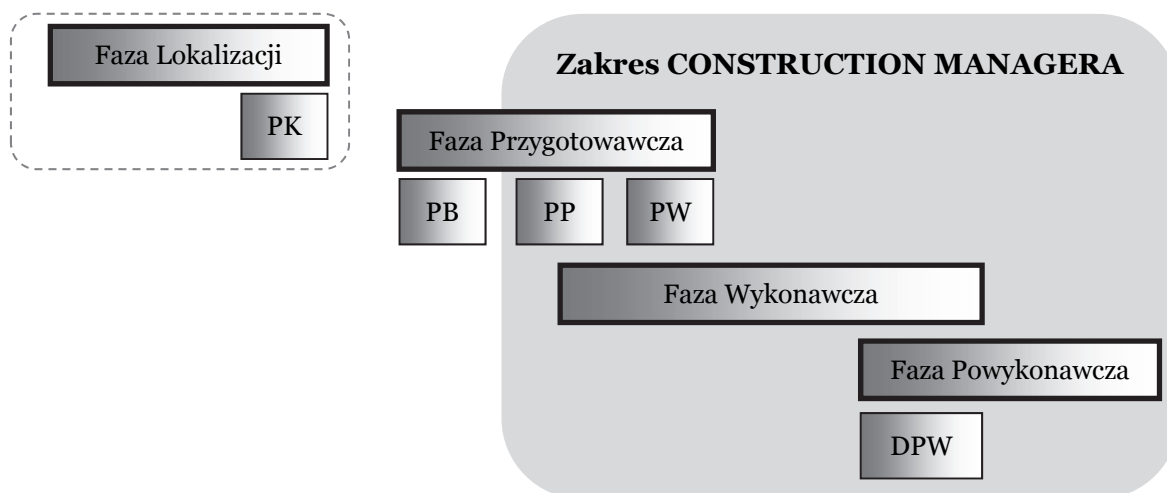 Faza Lokalizacji
Zakres CONSTRUCTION MANAGERA
PK
Faza Przygotowawcza
PB
PP
PW
Faza Wykonawcza
Faza Powykonawcza
DPW